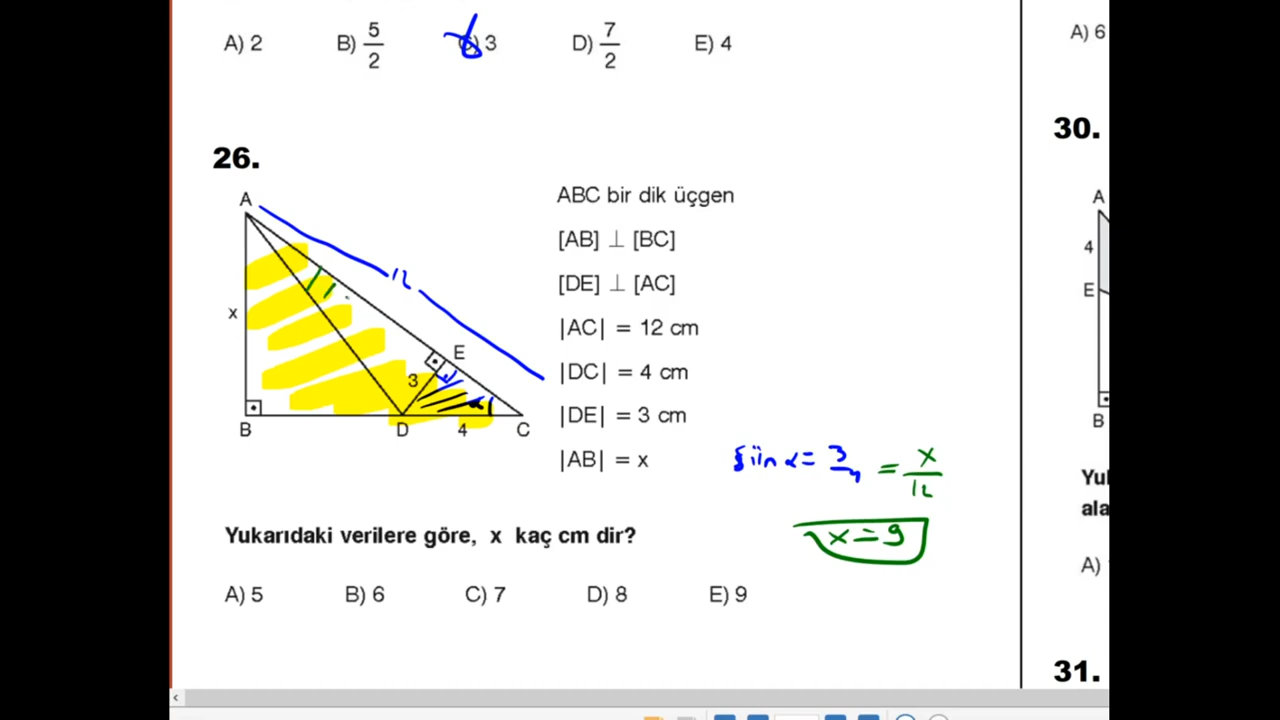 A) 2 B) 5/2 C) 3 D) 7/2 E) 4
A) 6
26.
ABC bir dik üçgen
[AB] ⊥ [BC]
[DE] ⊥ [AC]
|AC| = 12 cm
|DC| = 4 cm
|DE| = 3 cm
|AB| = x
A
12
x
E
3
α
B D 4 C
sin α = 3/4 = x/12
x = 9
Yukarıdaki verilere göre, x kaç cm dir?
A) 5 B) 6 C) 7 D) 8 E) 9
30.
A
4
E
B
ala
A)
31.